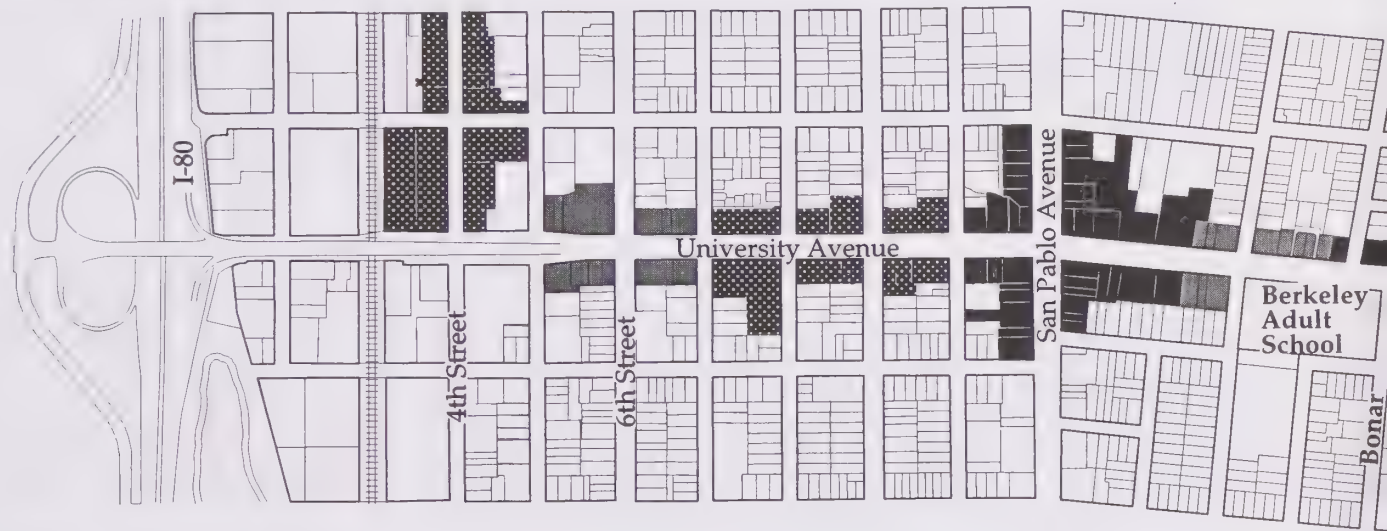 I-80
University Avenue
San Pablo Avenue
4th Street
6th Street
Berkeley
Adult
School
Bonar